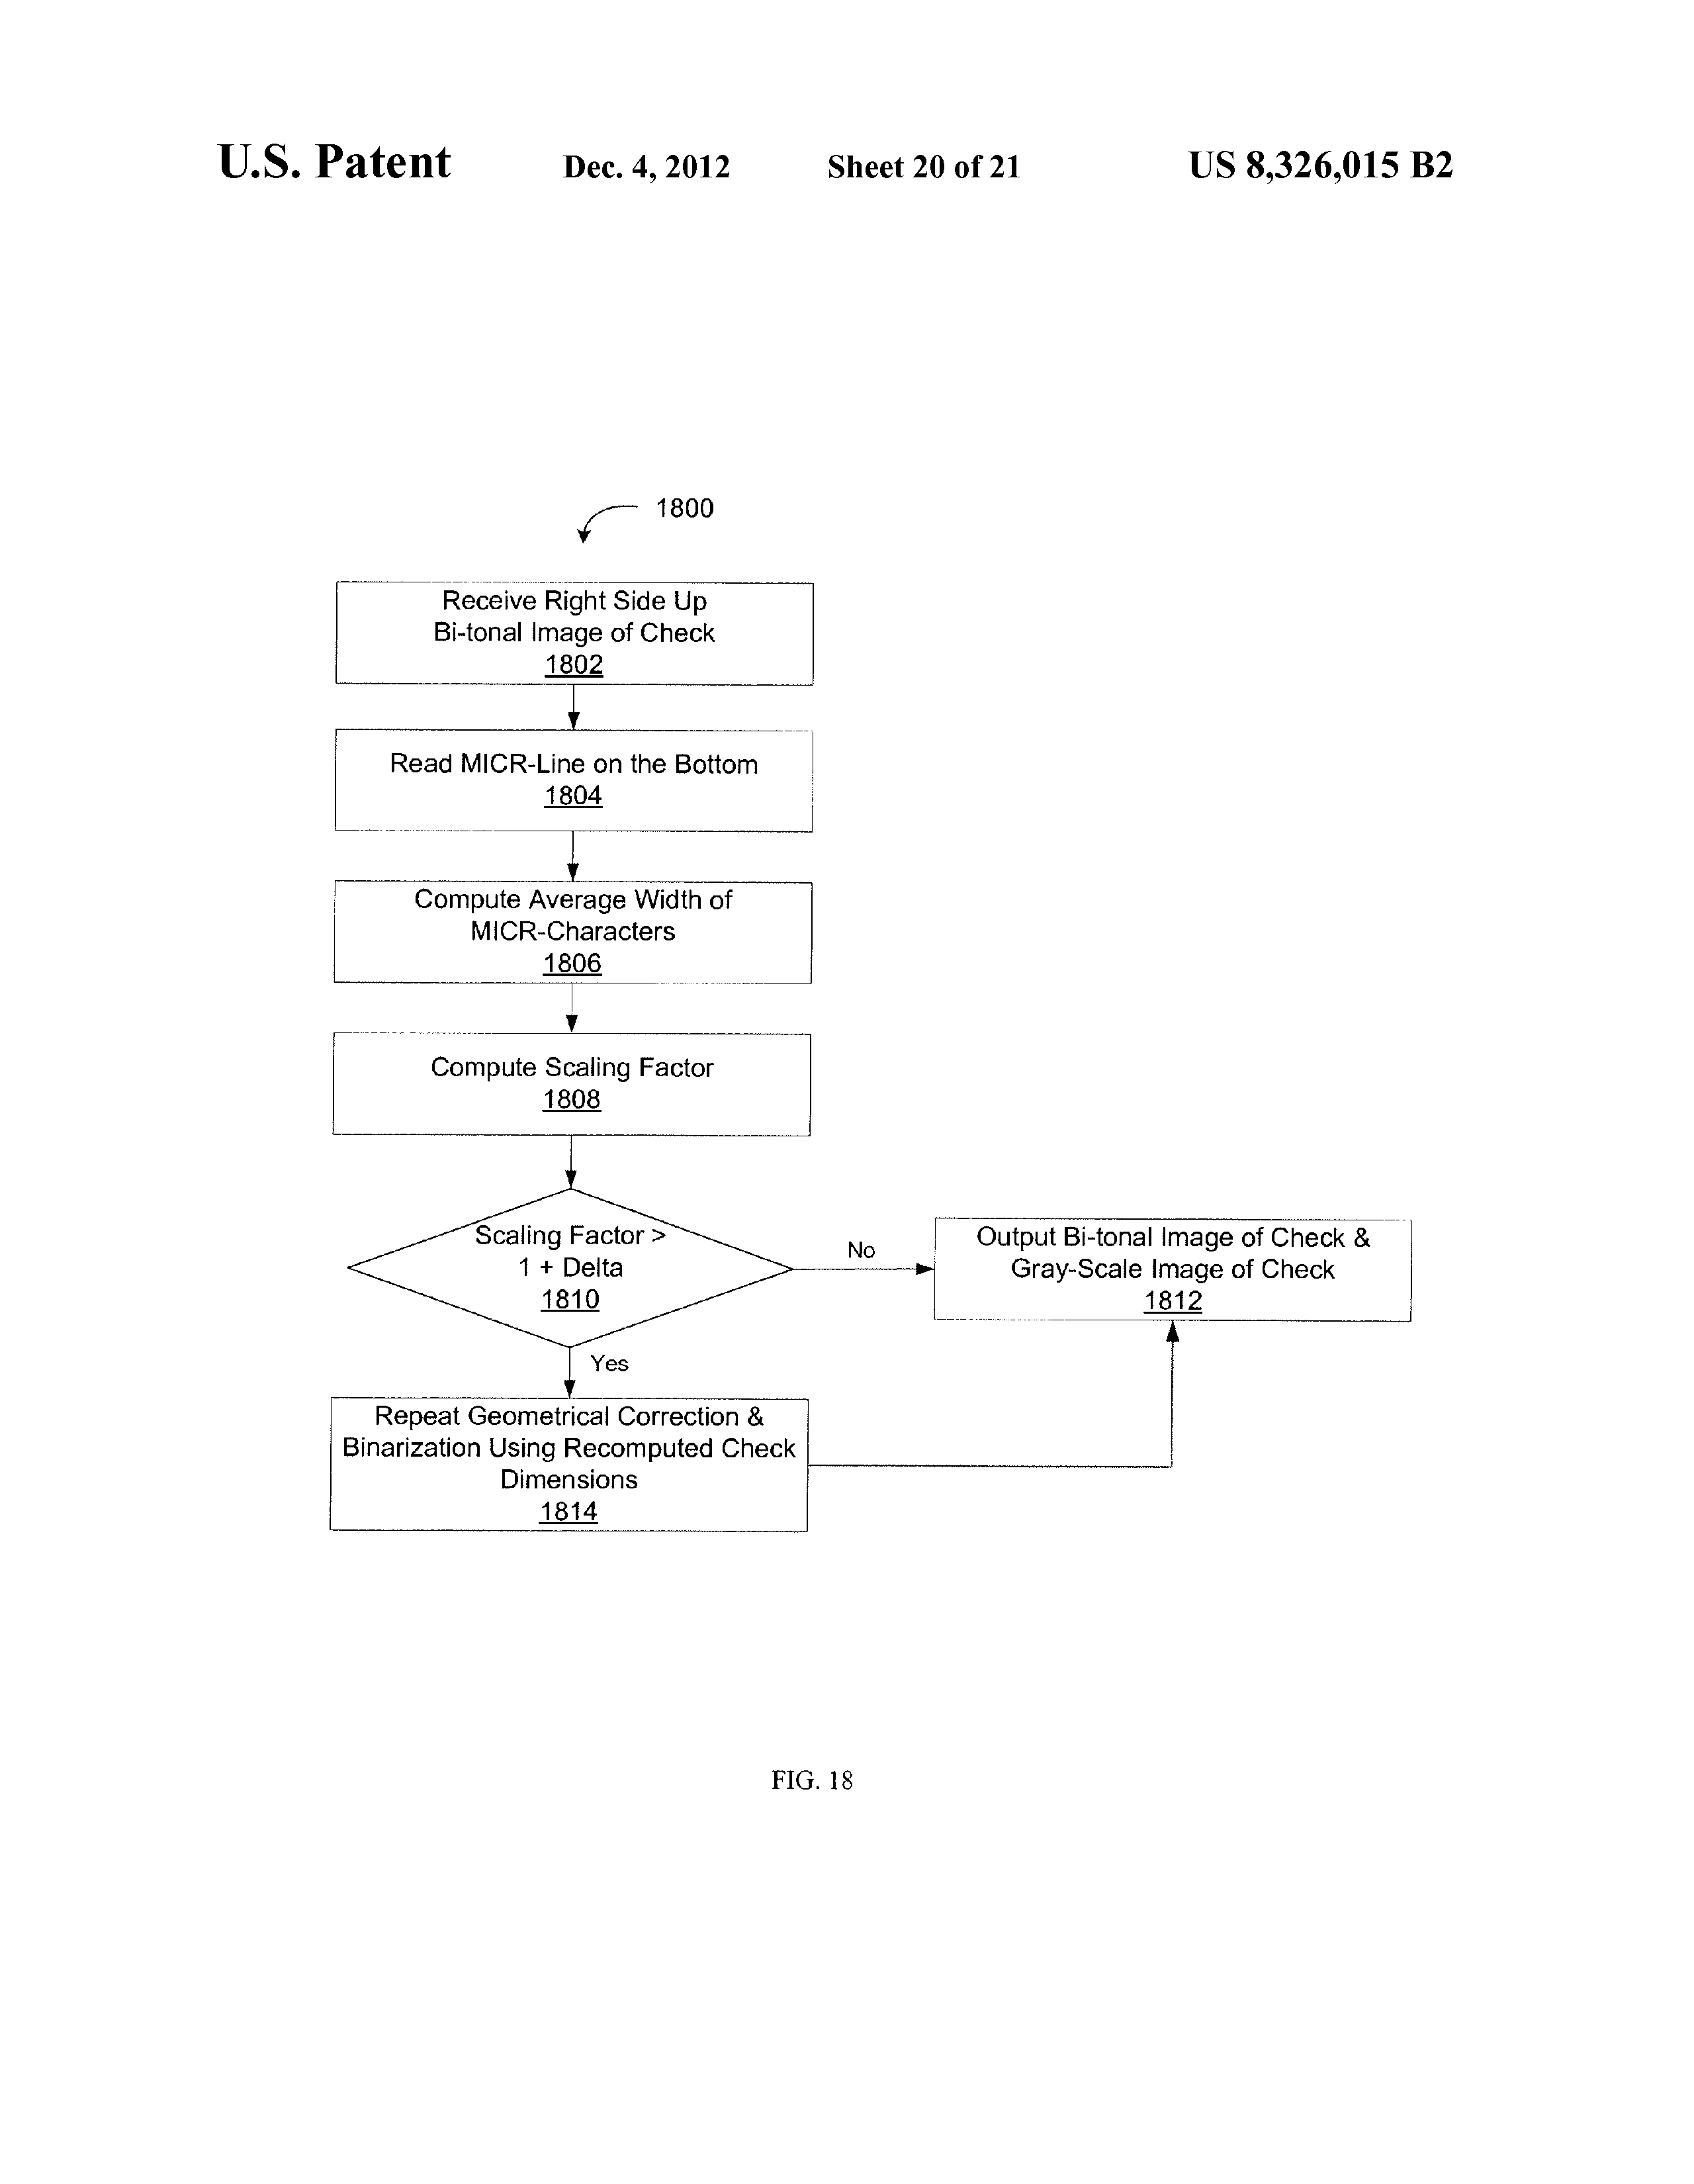 U.S. Patent Dec. 4, 2012 Sheet 20 of 21 US 8,326,015 B2
1800
Receive Right Side Up
Bi-tonal Image of Check
1802
Read MICR-Line on the Bottom
1804
Compute Average Width of
MICR-Characters
1806
Compute Scaling Factor
1808
Scaling Factor >
1 + Delta
1810
No
Output Bi-tonal Image of Check &
Gray-Scale Image of Check
1812
Yes
Repeat Geometrical Correction &
Binarization Using Recomputed Check
Dimensions
1814
FIG. 18